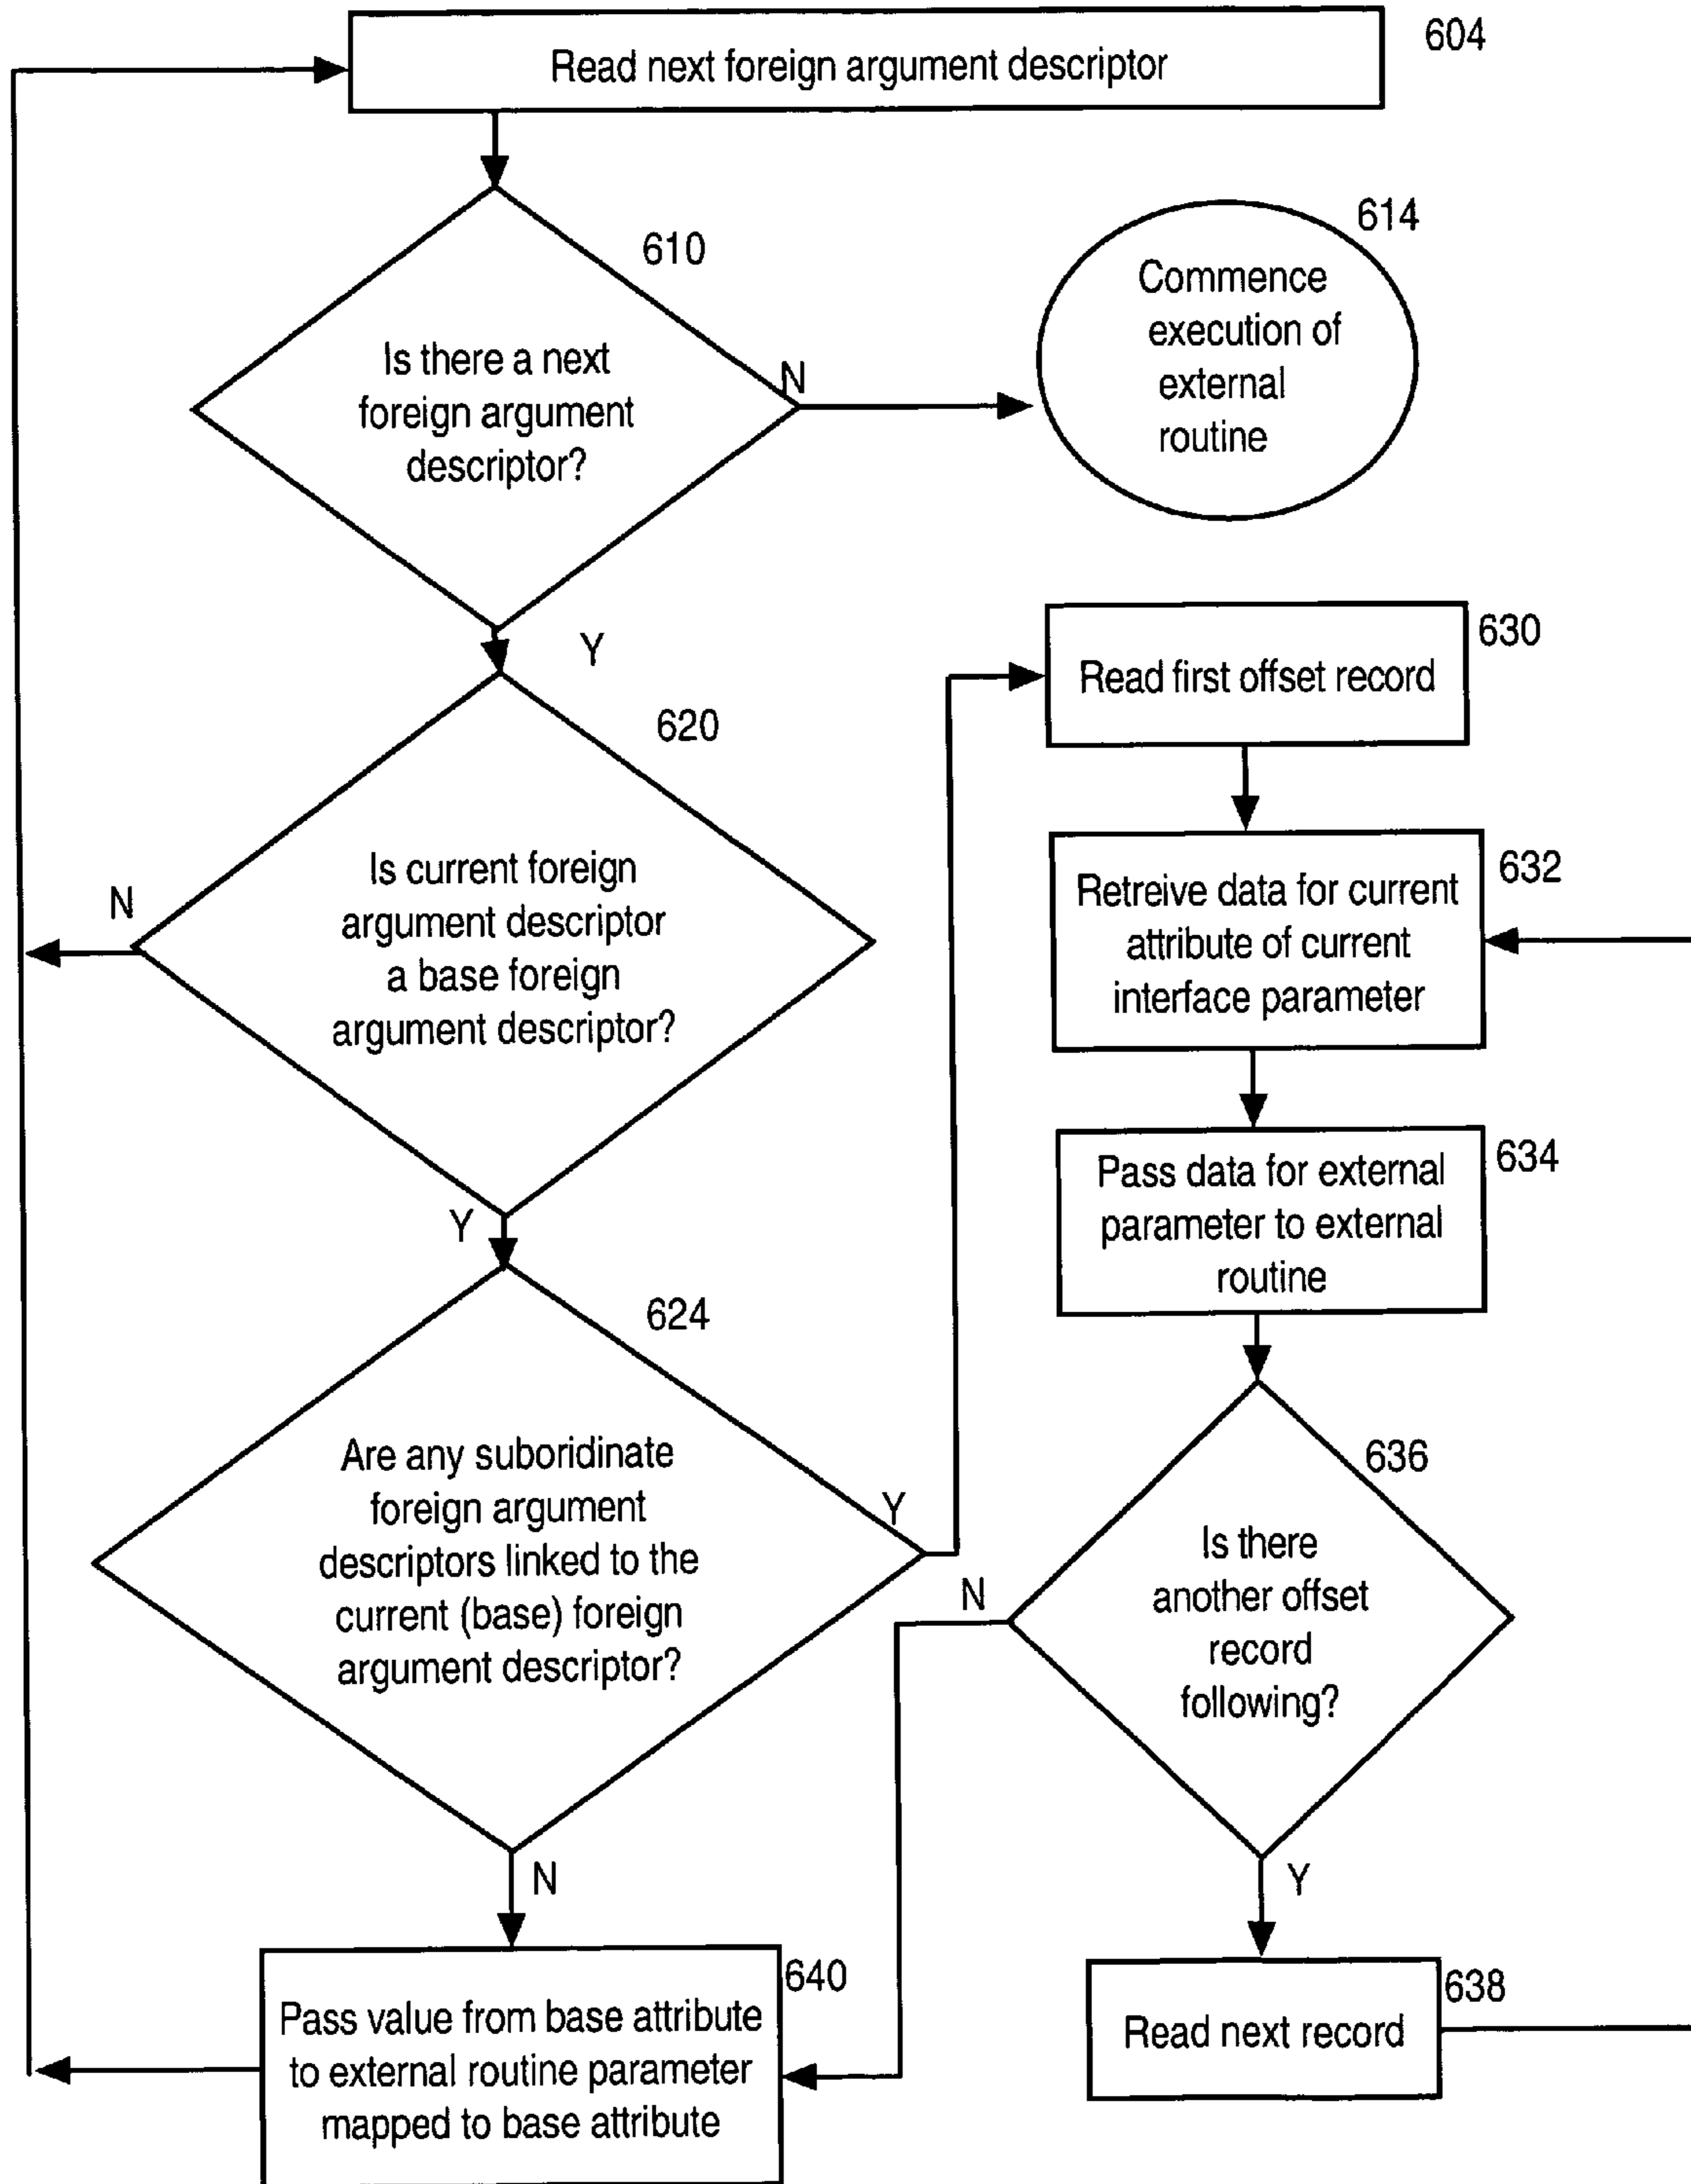 Read next foreign argument descriptor
604
610
Is there a next
foreign argument
descriptor?
N
614
Commence
execution of
external
routine
Y
620
Is current foreign
argument descriptor
a base foreign
argument descriptor?
N
Y
624
Are any suboridinate
foreign argument
descriptors linked to the
current (base) foreign
argument descriptor?
Y
N
630
Read first offset record
632
Retreive data for current
attribute of current
interface parameter
634
Pass data for external
parameter to external
routine
636
Is there
another offset
record
following?
N
Y
638
Read next record
640
Pass value from base attribute
to external routine parameter
mapped to base attribute